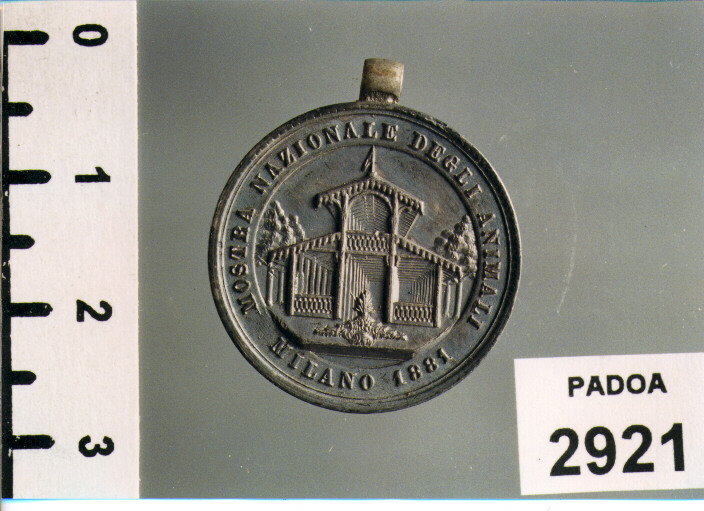 0
1
2
3
MOSTRA NAZIONALE DEGLI ANIMALI
MILANO 1881
PADOA
2921